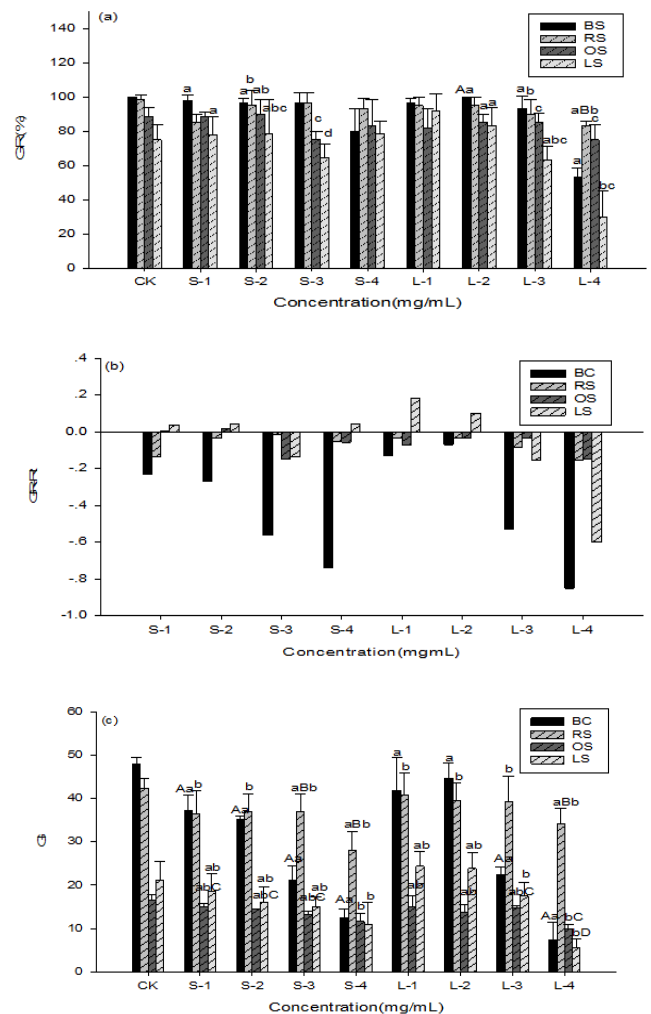 (a)
BS
RS
OS
LS
140
120
100
80
60
40
20
0
GR(%)
a
a
b
ab
a
abc
c
d
Aa
a
a
a
b
c
abc
a
aBb
c
bc
CK S-1 S-2 S-3 S-4 L-1 L-2 L-3 L-4
Concentration(mg/mL)
(b)
BC
RS
OS
LS
.4
.2
0.0
-.2
-.4
-.6
-.8
-1.0
S-1 S-2 S-3 S-4 L-1 L-2 L-3 L-4
Concentration(mgmL)
(c)
BC
RS
OS
LS
60
50
40
30
20
10
0
Aa
b
abC
ab
Aa
b
abC
ab
Aa
aBb
abC
ab
Aa
aBb
b
b
a
b
ab
ab
a
b
ab
ab
Aa
b
abC
b
Aa
aBb
bC
bD
CK S-1 S-2 S-3 S-4 L-1 L-2 L-3 L-4
Concentration(mg/mL)